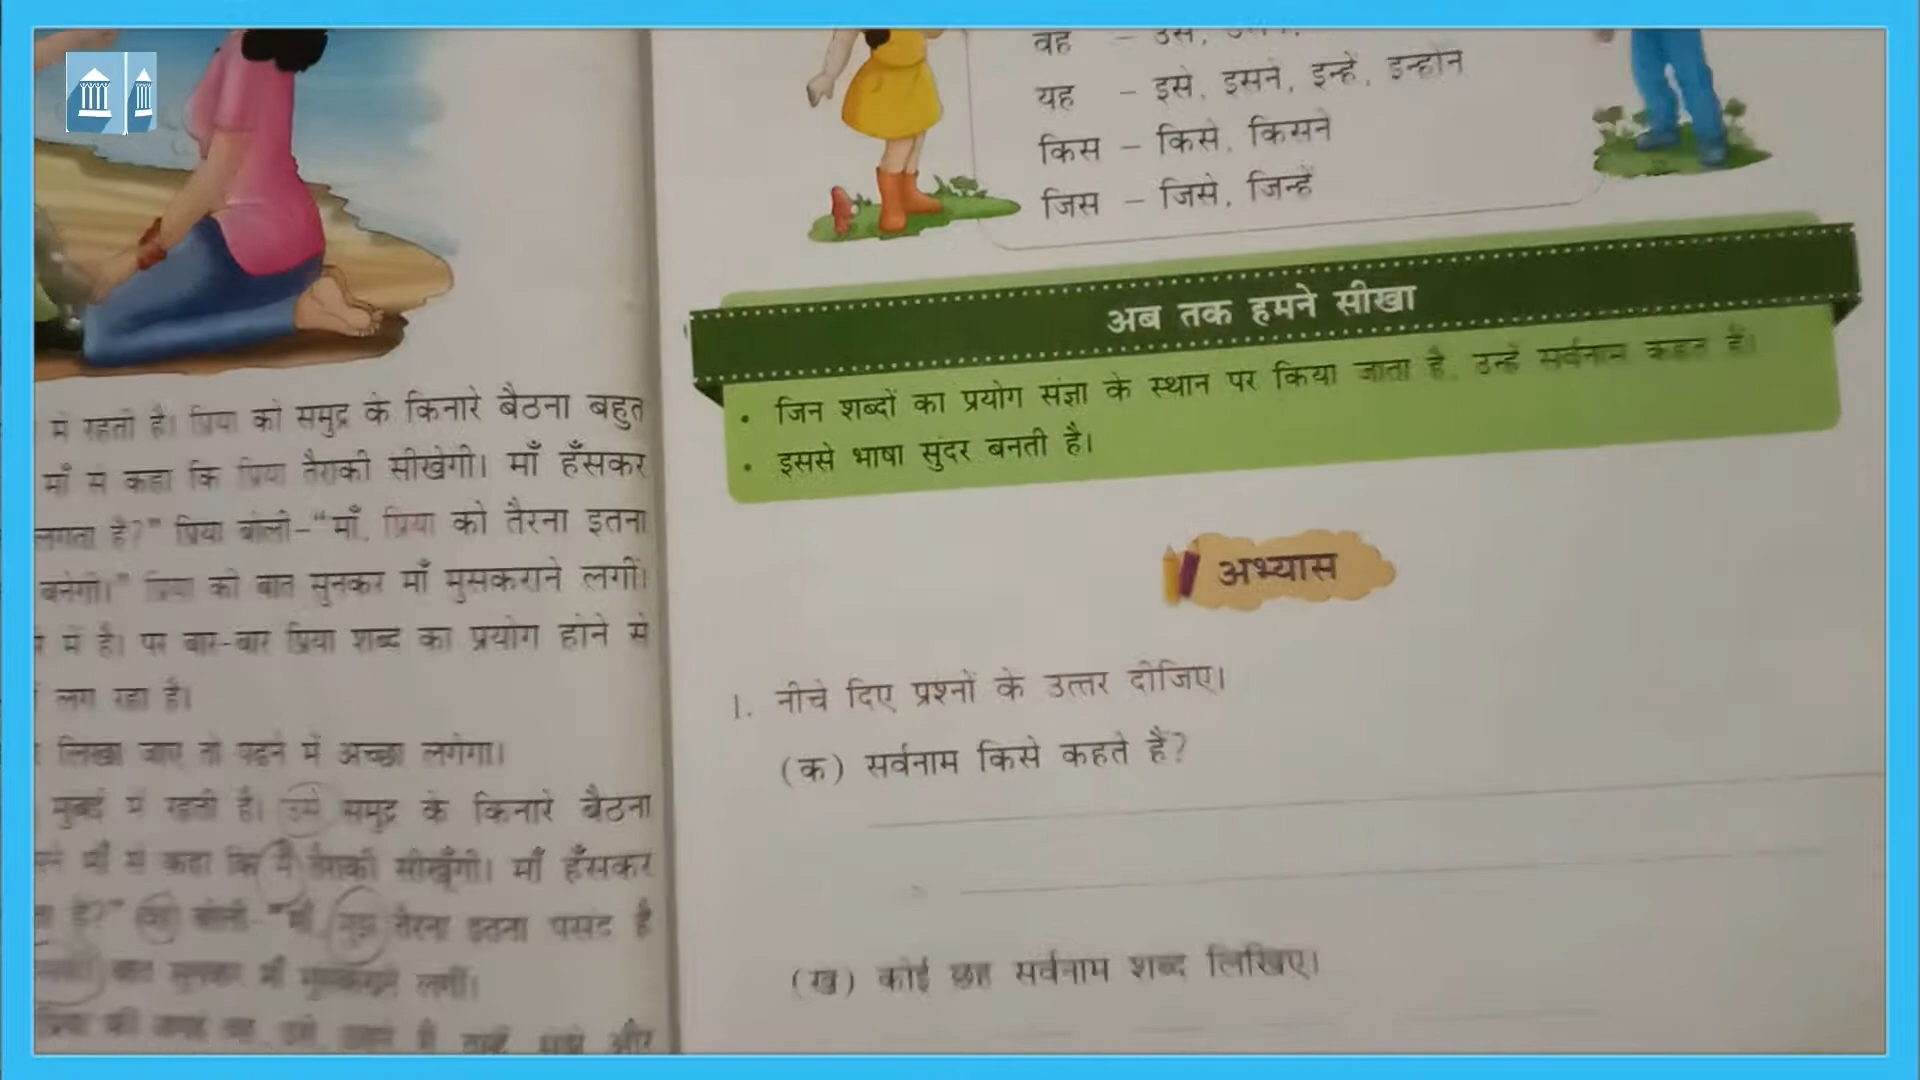 में रहती है। प्रिया को समुद्र के किनारे बैठना बहुत
माँ से कहा कि प्रिया तैराकी सीखेगी। माँ हँसकर
लगता है?" प्रिया बोली-"माँ, प्रिया को तैरना इतना
बनेगी।" प्रिया की बात सुनकर माँ मुसकराने लगीं।
में है। पर बार-बार प्रिया शब्द का प्रयोग होने से
लग रहा है।
लिखा जाए तो पढ़ने में अच्छा लगेगा।
मुंबई में रहती है। उसे समुद्र के किनारे बैठना
माँ से कहा कि मैं तैराकी सीखूँगी। माँ हँसकर
है?" वह बोली-"माँ, मुझे तैरना इतना पसंद है
बात सुनकर माँ मुसकराने लगीं।
वह –
यह – इसे, इसने, इन्हें, इन्होंने
किस – किसे, किसने
जिस – जिसे, जिन्हें
अब तक हमने सीखा
• जिन शब्दों का प्रयोग संज्ञा के स्थान पर किया जाता है, उन्हें सर्वनाम कहते हैं।
• इससे भाषा सुंदर बनती है।
अभ्यास
1. नीचे दिए प्रश्नों के उत्तर दीजिए।
(क) सर्वनाम किसे कहते हैं?
(ख) कोई छह सर्वनाम शब्द लिखिए।